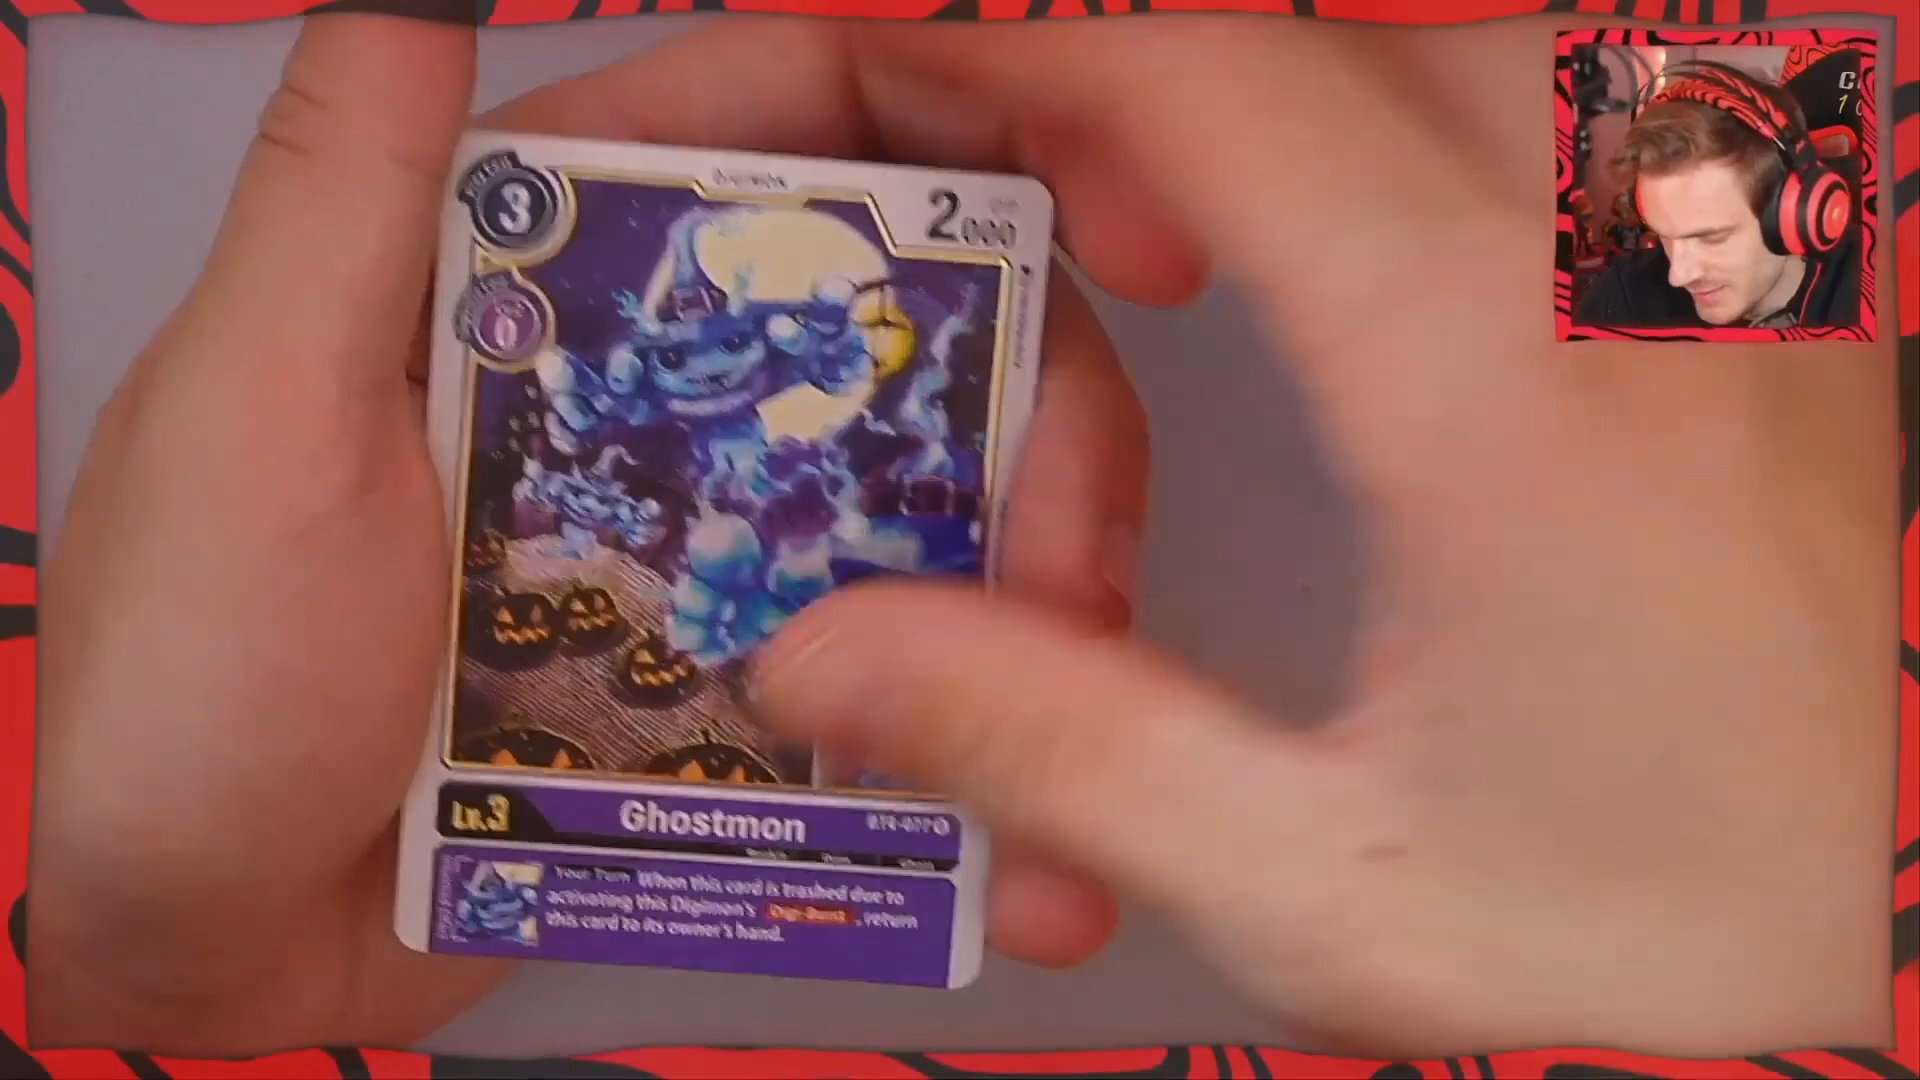 3
2000
0
Lv.3 Ghostmon
Your Turn When this card is trashed due to
activating this Digimon's Digi-Burst, return
this card to its owner's hand.